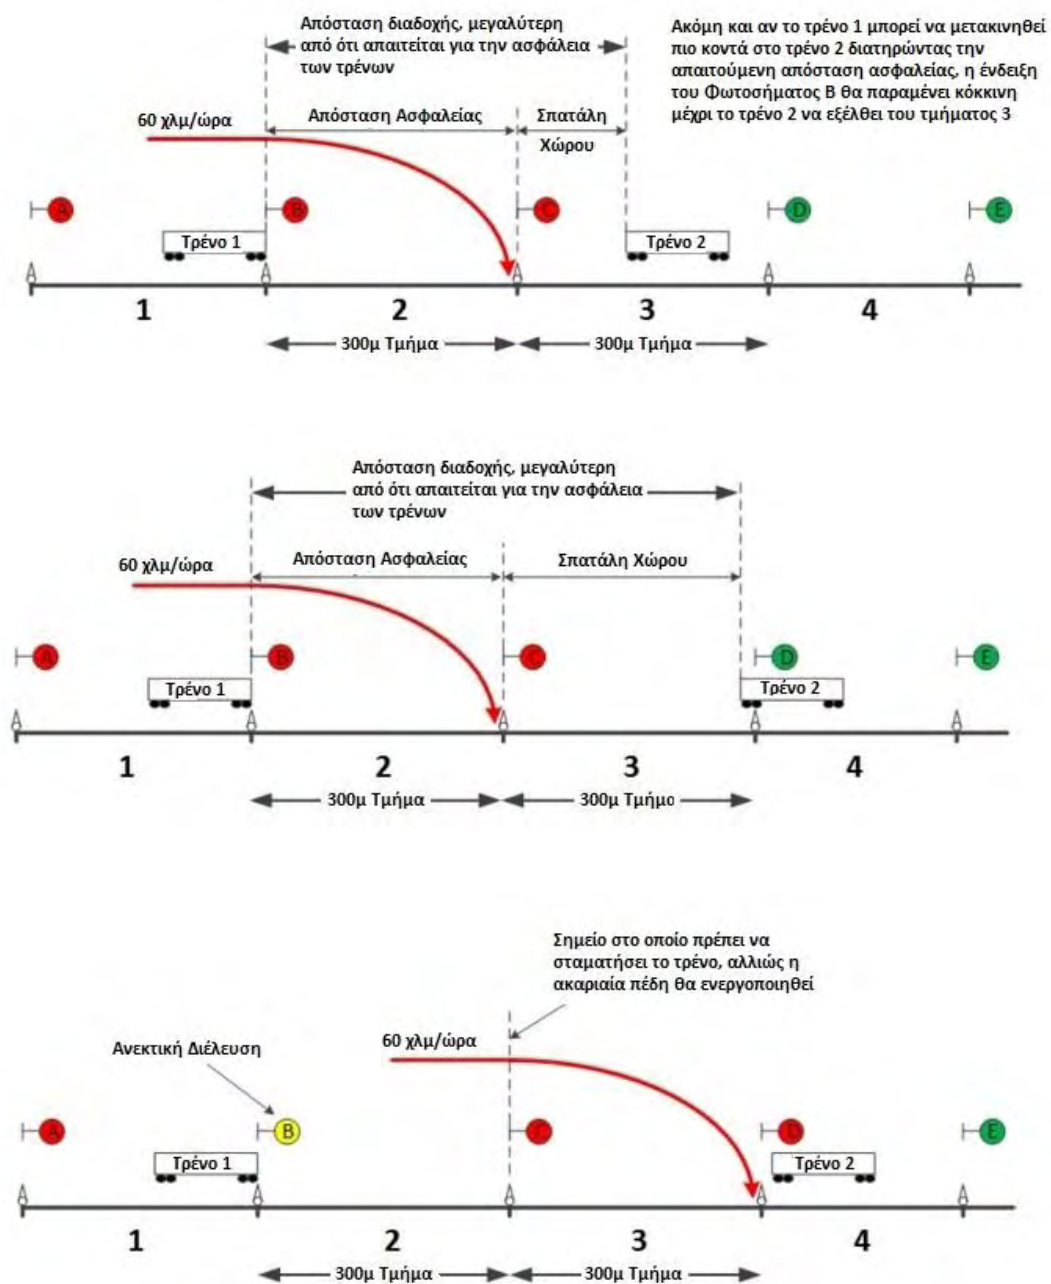 Απόσταση διαδοχής, μεγαλύτερη
από ότι απαιτείται για την ασφάλεια
των τρένων
Ακόμη και αν το τρένο 1 μπορεί να μετακινηθεί
πιο κοντά στο τρένο 2 διατηρώντας την
απαιτούμενη απόσταση ασφαλείας, η ένδειξη
του Φωτοσήματος Β θα παραμένει κόκκινη
μέχρι το τρένο 2 να εξέλθει του τμήματος 3
60 χλμ/ώρα
Απόσταση Ασφαλείας
Σπατάλη
Χώρου
A
B
C
D
E
Τρένο 1
Τρένο 2
1
2
3
4
300μ Τμήμα
300μ Τμήμα
Απόσταση διαδοχής, μεγαλύτερη
από ότι απαιτείται για την ασφάλεια
των τρένων
60 χλμ/ώρα
Απόσταση Ασφαλείας
Σπατάλη Χώρου
A
B
C
D
E
Τρένο 1
Τρένο 2
1
2
3
4
300μ Τμήμα
300μ Τμήμο
Σημείο στο οποίο πρέπει να
σταματήσει το τρένο, αλλιώς η
ακαριαία πέδη θα ενεργοποιηθεί
Ανεκτική Διέλευση
60 χλμ/ώρα
A
B
C
D
E
Τρένο 1
Τρένο 2
1
2
3
4
300μ Τμήμα
300μ Τμήμα